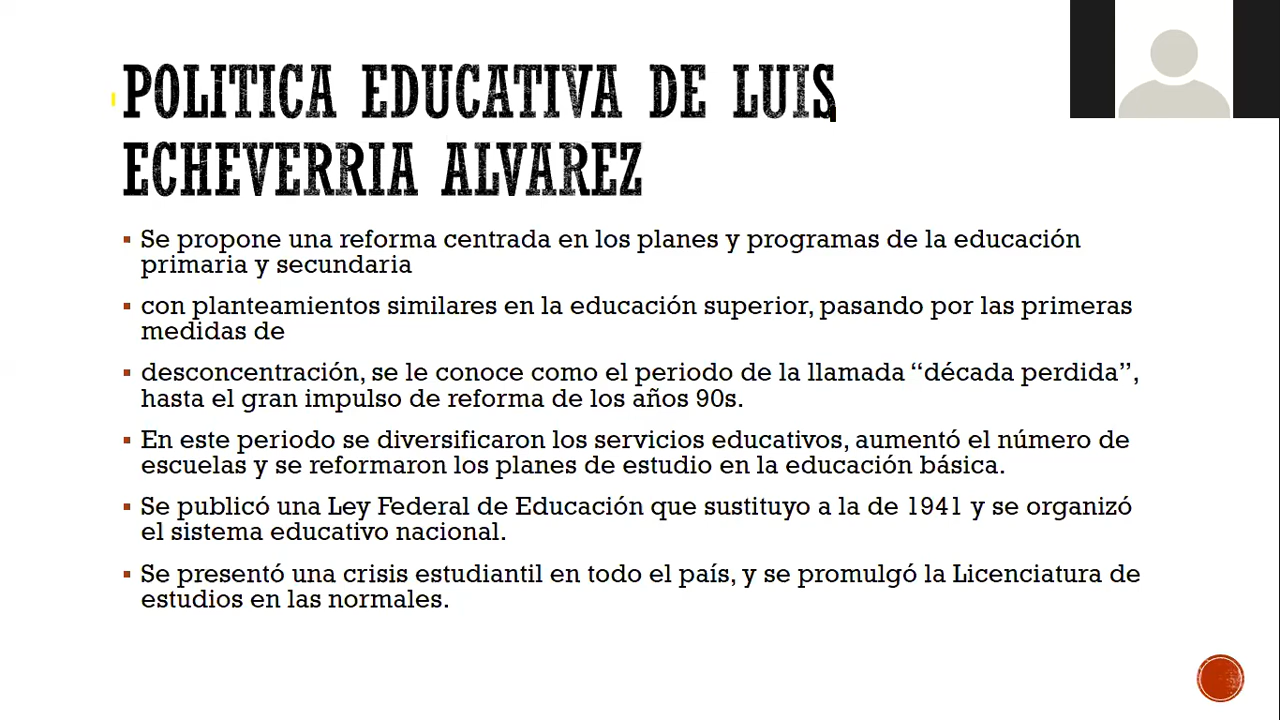 POLITICA EDUCATIVA DE LUIS
ECHEVERRIA ALVAREZ
▪ Se propone una reforma centrada en los planes y programas de la educación
primaria y secundaria
▪ con planteamientos similares en la educación superior, pasando por las primeras
medidas de
▪ desconcentración, se le conoce como el periodo de la llamada “década perdida”,
hasta el gran impulso de reforma de los años 90s.
▪ En este periodo se diversificaron los servicios educativos, aumentó el número de
escuelas y se reformaron los planes de estudio en la educación básica.
▪ Se publicó una Ley Federal de Educación que sustituyo a la de 1941 y se organizó
el sistema educativo nacional.
▪ Se presentó una crisis estudiantil en todo el país, y se promulgó la Licenciatura de
estudios en las normales.